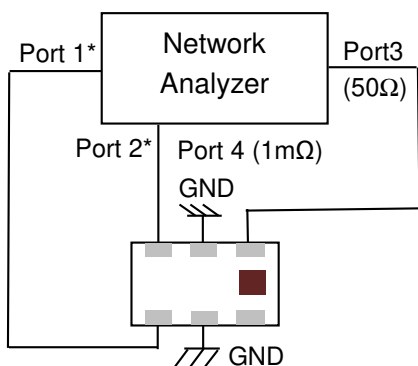 Network
Analyzer
Port 1*
Port3
(50Ω)
Port 2*
Port 4 (1mΩ)
GND
GND